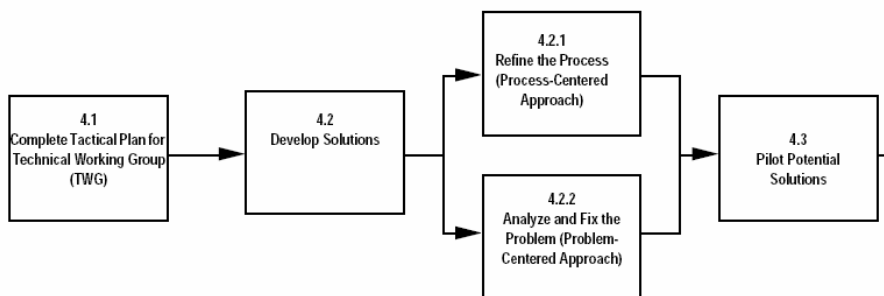 4.1
Complete Tactical Plan for
Technical Working Group
(TWG)
4.2
Develop Solutions
4.2.1
Refine the Process
(Process-Centered
Approach)
4.2.2
Analyze and Fix the
Problem (Problem-
Centered Approach)
4.3
Pilot Potential
Solutions